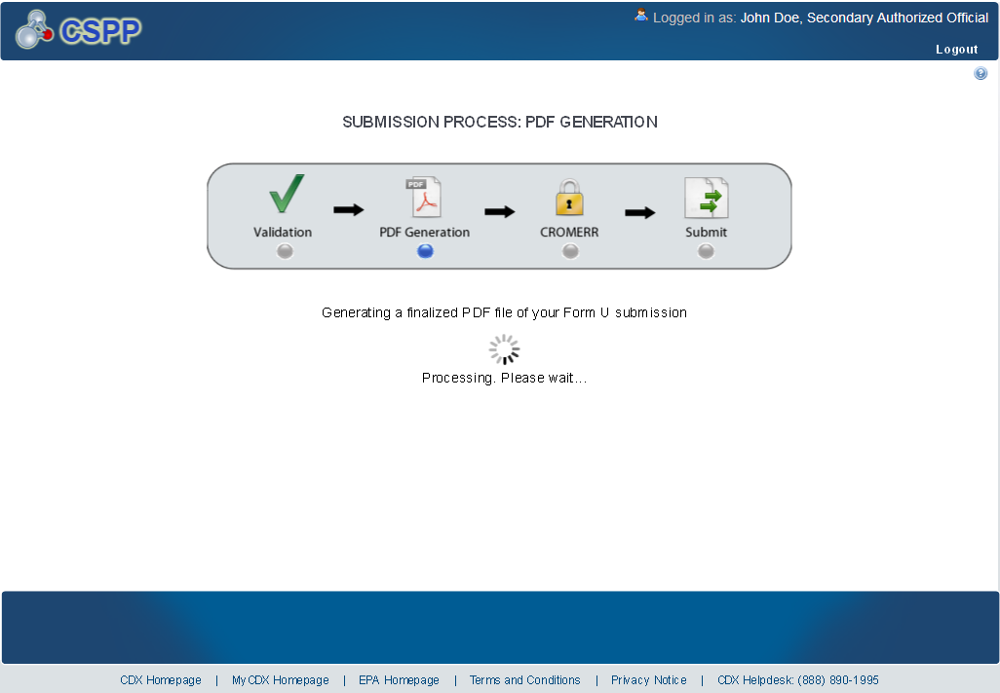 CSPP
Logged in as: John Doe, Secondary Authorized Official
Logout
?
SUBMISSION PROCESS: PDF GENERATION
PDF
Validation PDF Generation CROMERR Submit
Generating a finalized PDF file of your Form U submission
Processing. Please wait...
CDX Homepage | MyCDX Homepage | EPA Homepage | Terms and Conditions | Privacy Notice | CDX Helpdesk: (888) 890-1995